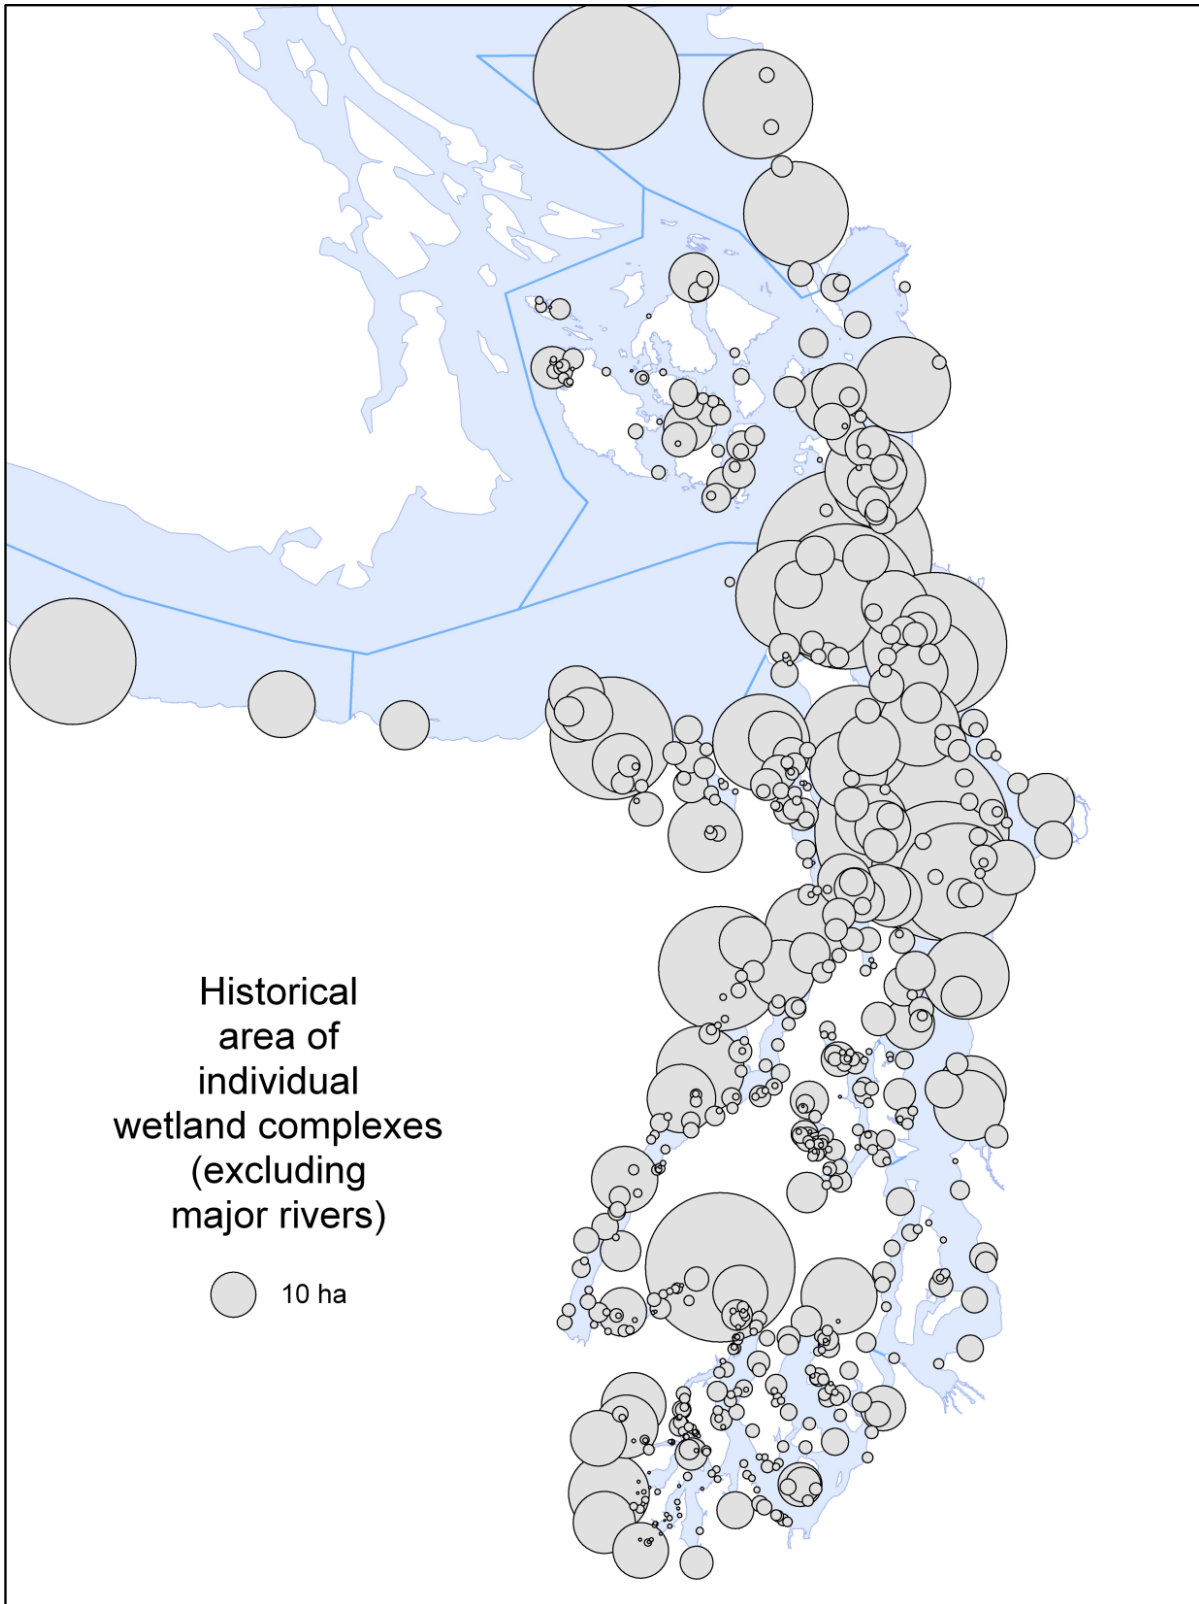 Historical
area of
individual
wetland complexes
(excluding
major rivers)
10 ha